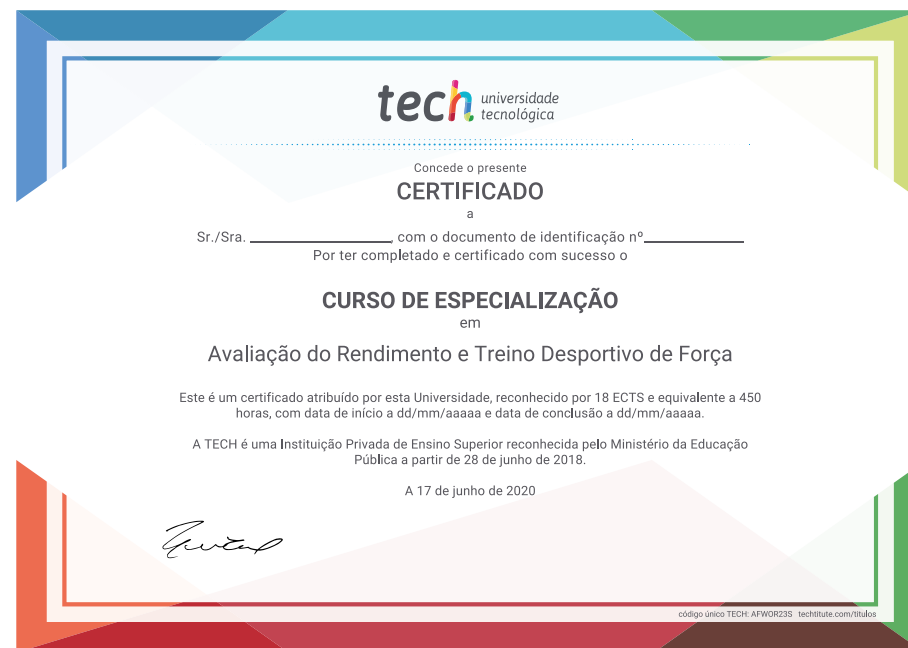 tech universidade
tecnológica
Concede o presente
CERTIFICADO
a
Sr./Sra. ____________, com o documento de identificação nº__________
Por ter completado e certificado com sucesso o
CURSO DE ESPECIALIZAÇÃO
em
Avaliação do Rendimento e Treino Desportivo de Força
Este é um certificado atribuído por esta Universidade, reconhecido por 18 ECTS e equivalente a 450
horas, com data de início a dd/mm/aaaaa e data de conclusão a dd/mm/aaaaa.
A TECH é uma Instituição Privada de Ensino Superior reconhecida pelo Ministério da Educação
Pública a partir de 28 de junho de 2018.
A 17 de junho de 2020
código único TECH: AFWOR23S techtitute.com/titulos